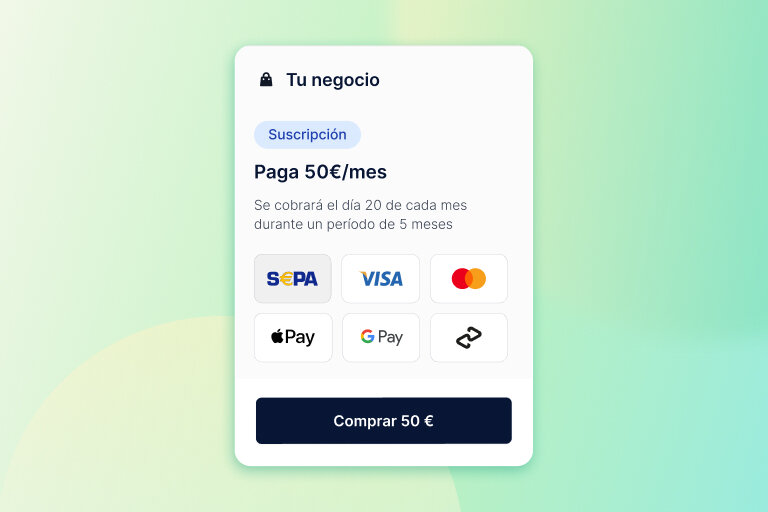 Tu negocio
Suscripción
Paga 50€/mes
Se cobrará el día 20 de cada mes
durante un período de 5 meses
S€PA VISA
Pay G Pay
Comprar 50 €